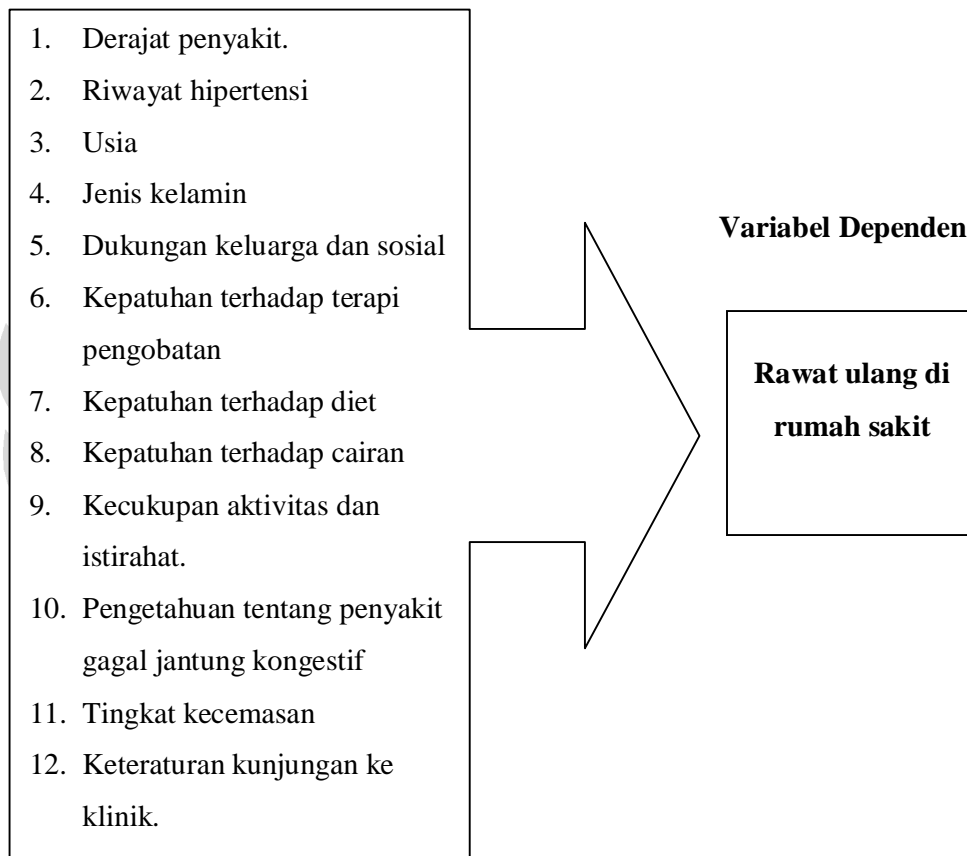 1. Derajat penyakit.
2. Riwayat hipertensi
3. Usia
4. Jenis kelamin
5. Dukungan keluarga dan sosial
6. Kepatuhan terhadap terapi
pengobatan
7. Kepatuhan terhadap diet
8. Kepatuhan terhadap cairan
9. Kecukupan aktivitas dan
istirahat.
10. Pengetahuan tentang penyakit
gagal jantung kongestif
11. Tingkat kecemasan
12. Keteraturan kunjungan ke
klinik.
Variabel Dependen
Rawat ulang di
rumah sakit